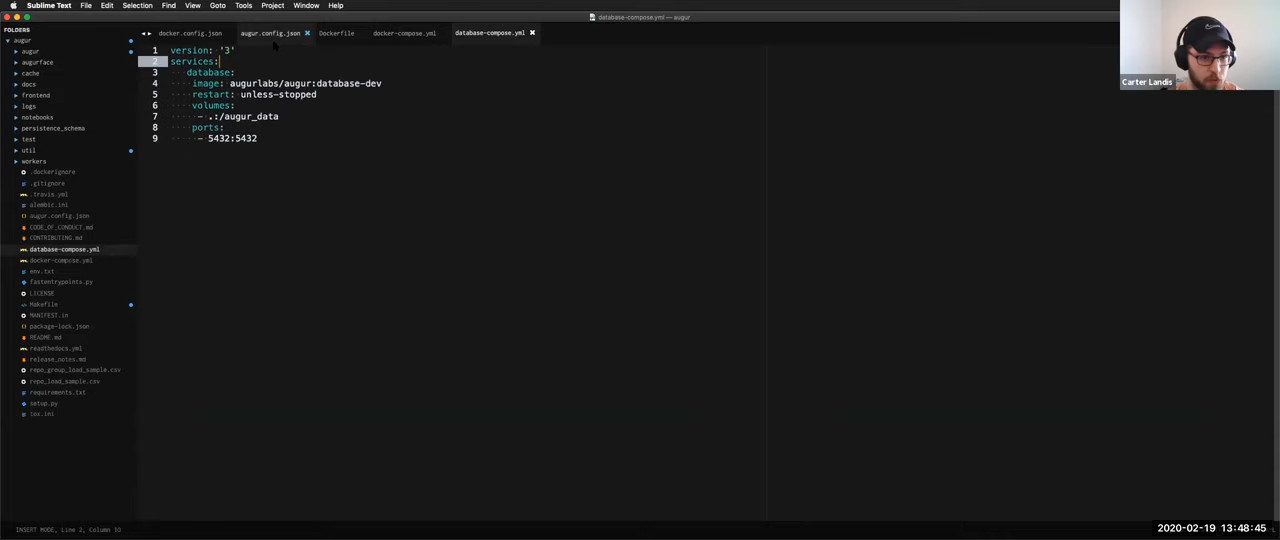 Sublime Text File Edit Selection Find View Goto Tools Project Window Help
database-compose.yml — augur
FOLDERS
augur
augur
augurface
cache
docs
frontend
logs
notebooks
persistence_schema
test
util
workers
.dockerignore
.gitignore
.travis.yml
alembic.ini
augur.config.json
CODE_OF_CONDUCT.md
CONTRIBUTING.md
database-compose.yml
docker-compose.yml
env.txt
fastentrypoints.py
LICENSE
Makefile
MANIFEST.in
package-lock.json
README.md
readthedocs.yml
release_notes.md
repo_group_load_sample.csv
repo_load_sample.csv
requirements.txt
setup.py
tox.ini
docker.config.json augur.config.json Dockerfile docker-compose.yml database-compose.yml
1 version: '3'
2 services:
3 database:
4 image: augurlabs/augur:database-dev
5 restart: unless-stopped
6 volumes:
7 - .:/augur_data
8 ports:
9 - 5432:5432
Carter Landis
INSERT MODE, Line 2, Column 10
2020-02-19 13:48:45